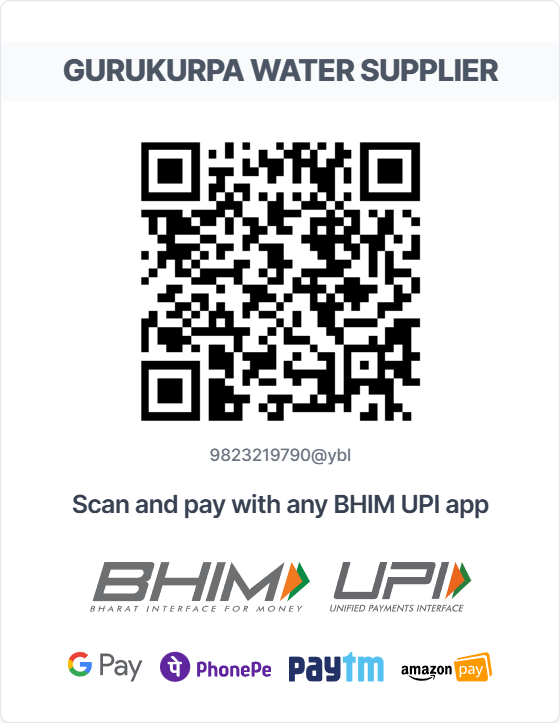 GURUKURPA WATER SUPPLIER
9823219790@ybl
Scan and pay with any BHIM UPI app
BHIM UPI
BHARAT INTERFACE FOR MONEY UNIFIED PAYMENTS INTERFACE
G Pay पे PhonePe paytm amazon pay